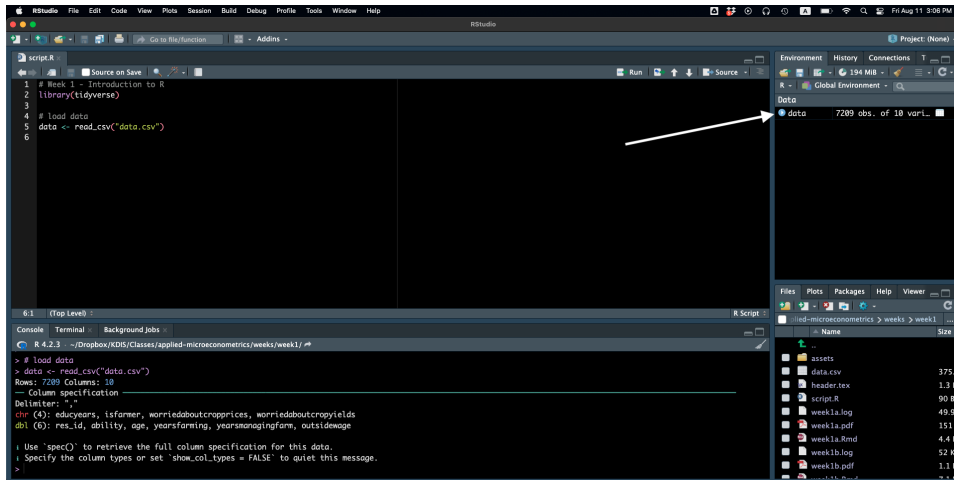 RStudio File Edit Code View Plots Session Build Debug Profile Tools Window Help
A Fri Aug 11 3:06 PM
RStudio
Go to file/function Addins
Project: (None)
script.R
Source on Save Run Source
1 # Week 1 - Introduction to R
2 library(tidyverse)
3
4 # load data
5 data <- read_csv("data.csv")
6
6:1 (Top Level) R Script
Environment History Connections T
194 MiB C
R Global Environment
Data
data 7209 obs. of 10 vari…
Console Terminal Background Jobs
R 4.2.3 · ~/Dropbox/KDIS/Classes/applied-microeconometrics/weeks/week1/
> # load data
> data <- read_csv("data.csv")
Rows: 7209 Columns: 10
── Column specification ──
Delimiter: ","
chr (4): educyears, isfarmer, worriedaboutcropprices, worriedaboutcropyields
dbl (6): res_id, ability, age, yearsfarming, yearsmanagingfarm, outsidewage
ℹ Use `spec()` to retrieve the full column specification for this data.
ℹ Specify the column types or set `show_col_types = FALSE` to quiet this message.
>
Files Plots Packages Help Viewer
lied-microeconometrics > weeks > week1 ...
Name Size
..
assets
data.csv 375.
header.tex 1.3
script.R 90 B
week1a.log 49.9
week1a.pdf 151
week1a.Rmd 4.4
week1b.log 52 K
week1b.pdf 1.1